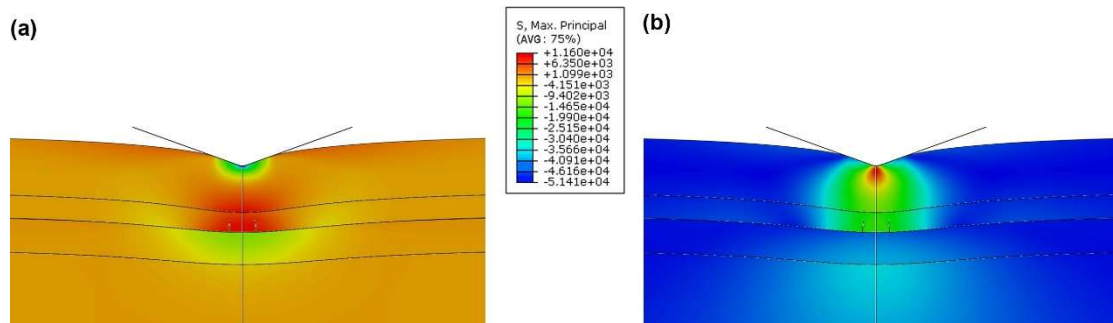 (a)
S, Max. Principal
(AVG: 75%)
+1.160e+04
+6.350e+03
+1.099e+03
-4.151e+03
-9.402e+03
-1.465e+04
-1.990e+04
-2.515e+04
-3.040e+04
-3.566e+04
-4.091e+04
-4.616e+04
-5.141e+04
(b)